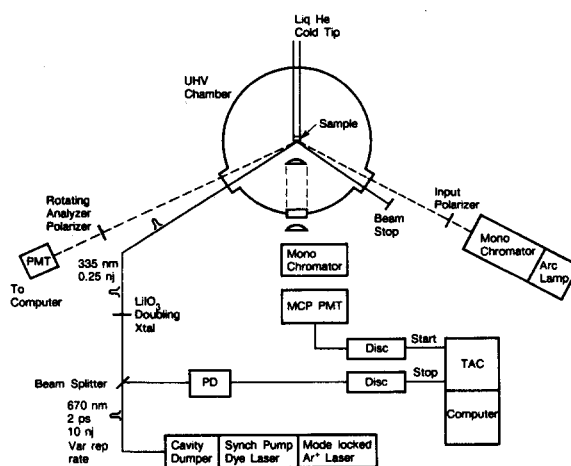 Liq He
Cold Tip
UHV
Chamber
Sample
Rotating
Analyzer
Polarizer
Input
Polarizer
Beam
Stop
PMT
To
Computer
335 nm
0.25 nj
Mono
Chromator
Mono
Chromator
Arc
Lamp
LiIO3
Doubling
Xtal
MCP PMT
Disc
Start
TAC
Beam Splitter
PD
Disc
Stop
Computer
670 nm
2 ps
10 nj
Var rep
rate
Cavity
Dumper
Synch Pump
Dye Laser
Mode locked
Ar+ Laser